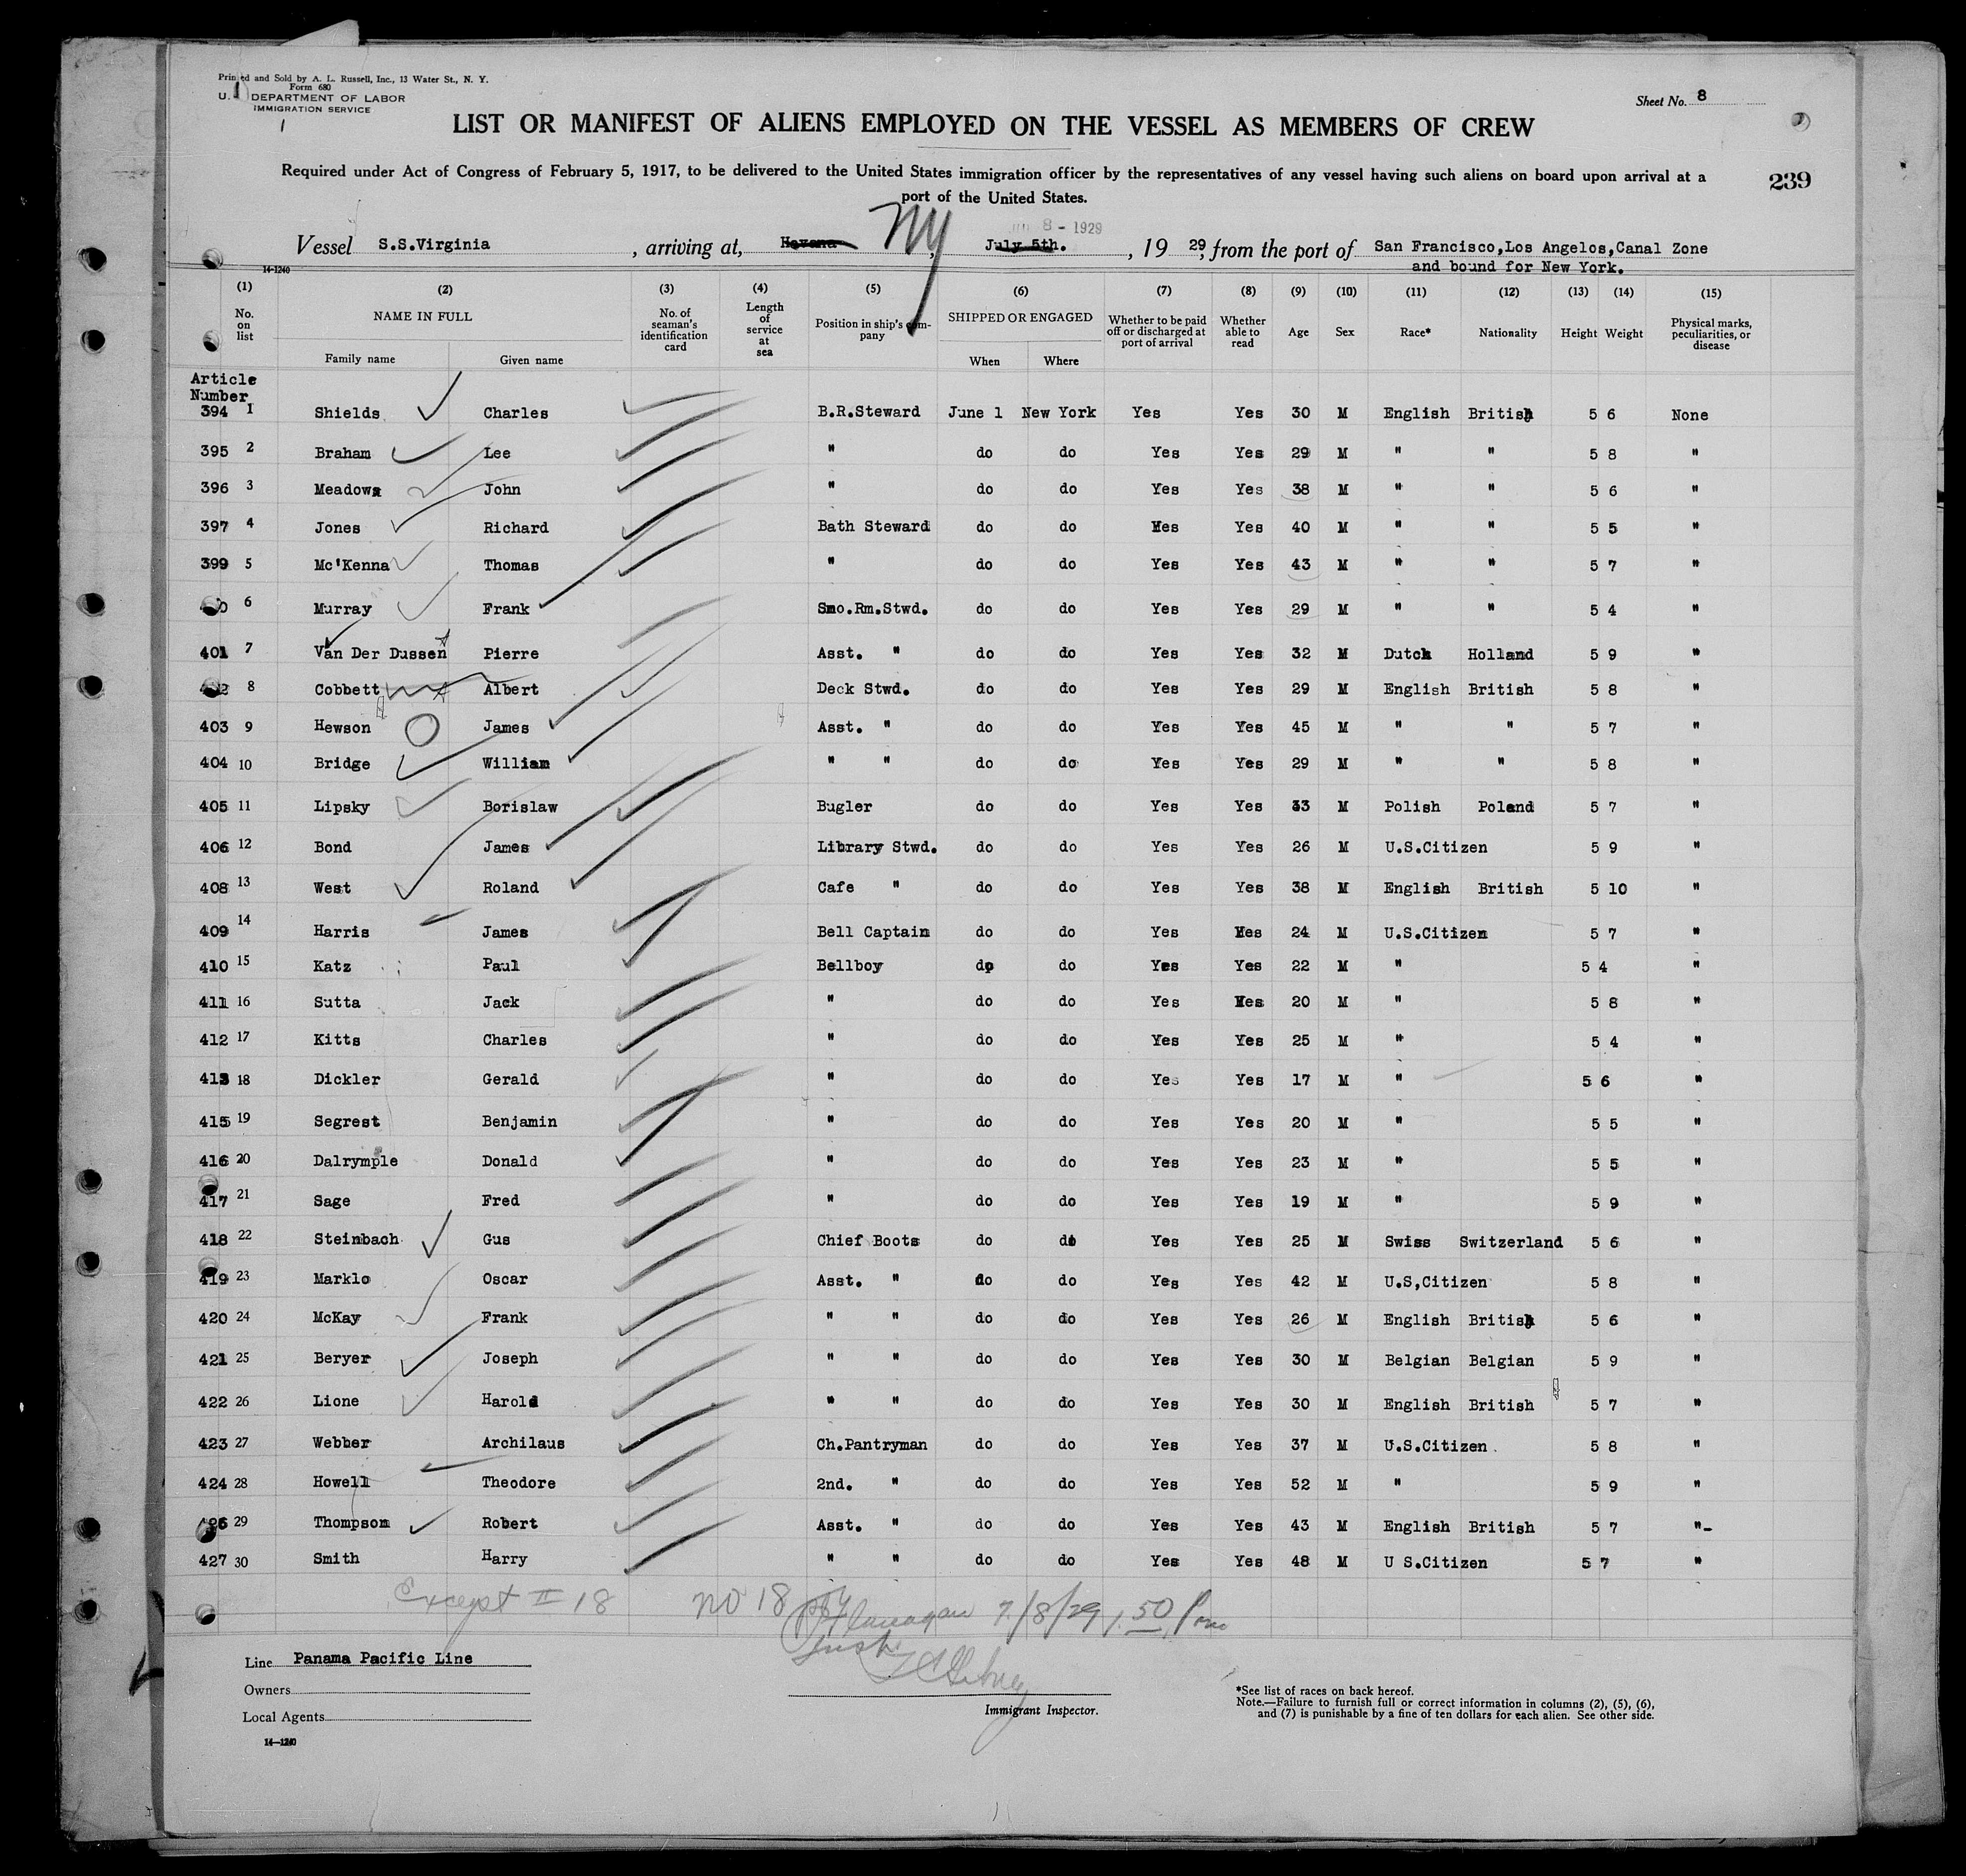 Printed and Sold by A. L. Russell, Inc., 13 Water St., N. Y.
Form 680
U. DEPARTMENT OF LABOR
IMMIGRATION SERVICE
Sheet No. 8
LIST OR MANIFEST OF ALIENS EMPLOYED ON THE VESSEL AS MEMBERS OF CREW
Required under Act of Congress of February 5, 1917, to be delivered to the United States immigration officer by the representatives of any vessel having such aliens on board upon arrival at a
port of the United States.
239
8 - 1929
Vessel S.S.Virginia, arriving at, Havana NY, July 5th., 19 29, from the port of San Francisco,Los Angelos,Canal Zone
and bound for New York.
14-1240
(1) (2) (3) (4) (5) (6) (7) (8) (9) (10) (11) (12) (13) (14) (15)
No. on list NAME IN FULL Family name Given name No. of seaman's identification card Length of service at sea Position in ship's company SHIPPED OR ENGAGED When Where Whether to be paid off or discharged at port of arrival Whether able to read Age Sex Race* Nationality Height Weight Physical marks, peculiarities, or disease
Article
Number
394 1 Shields Charles B.R.Steward June 1 New York Yes Yes 30 M English British 5 6 None
395 2 Braham Lee " do do Yes Yes 29 M " " 5 8 "
396 3 Meadows John " do do Yes Yes 38 M " " 5 6 "
397 4 Jones Richard Bath Steward do do Yes Yes 40 M " " 5 5 "
399 5 Mc'Kenna Thomas " do do Yes Yes 43 M " " 5 7 "
6 Murray Frank Smo.Rm.Stwd. do do Yes Yes 29 M " " 5 4 "
401 7 Van Der Dussen Pierre Asst. " do do Yes Yes 32 M Dutch Holland 5 9 "
8 Cobbett Albert Deck Stwd. do do Yes Yes 29 M English British 5 8 "
403 9 Hewson James Asst. " do do Yes Yes 45 M " " 5 7 "
404 10 Bridge William " " do do Yes Yes 29 M " " 5 8 "
405 11 Lipsky Borislaw Bugler do do Yes Yes 33 M Polish Poland 5 7 "
406 12 Bond James Library Stwd. do do Yes Yes 26 M U.S.Citizen 5 9 "
408 13 West Roland Cafe " do do Yes Yes 38 M English British 5 10 "
409 14 Harris James Bell Captain do do Yes Yes 24 M U.S.Citizen 5 7 "
410 15 Katz Paul Bellboy do do Yes Yes 22 M " 5 4 "
411 16 Sutta Jack " do do Yes Yes 20 M " 5 8 "
412 17 Kitts Charles " do do Yes Yes 25 M " 5 4 "
413 18 Dickler Gerald " do do Yes Yes 17 M " 5 6 "
415 19 Segrest Benjamin " do do Yes Yes 20 M " 5 5 "
416 20 Dalrymple Donald " do do Yes Yes 23 M " 5 5 "
417 21 Sage Fred " do do Yes Yes 19 M " 5 9 "
418 22 Steinbach Gus Chief Boots do do Yes Yes 25 M Swiss Switzerland 5 6 "
419 23 Marklo Oscar Asst. " do do Yes Yes 42 M U.S,Citizen 5 8 "
420 24 McKay Frank " " do do Yes Yes 26 M English British 5 6 "
421 25 Beryer Joseph " " do do Yes Yes 30 M Belgian Belgian 5 9 "
422 26 Lione Harold " " do do Yes Yes 30 M English British 5 7 "
423 27 Webber Archilaus Ch.Pantryman do do Yes Yes 37 M U.S.Citizen 5 8 "
424 28 Howell Theodore 2nd. " do do Yes Yes 52 M " 5 9 "
426 29 Thompson Robert Asst. " do do Yes Yes 43 M English British 5 7 "-
427 30 Smith Harry " " do do Yes Yes 48 M U S.Citizen 5 7 "
Except # 18 no 18 Flanagan 7/8/29 1.50 Pm
Line Panama Pacific Line
Owners
Local Agents
14-1240
Immigrant Inspector.
*See list of races on back hereof.
Note.—Failure to furnish full or correct information in columns (2), (5), (6),
and (7) is punishable by a fine of ten dollars for each alien. See other side.